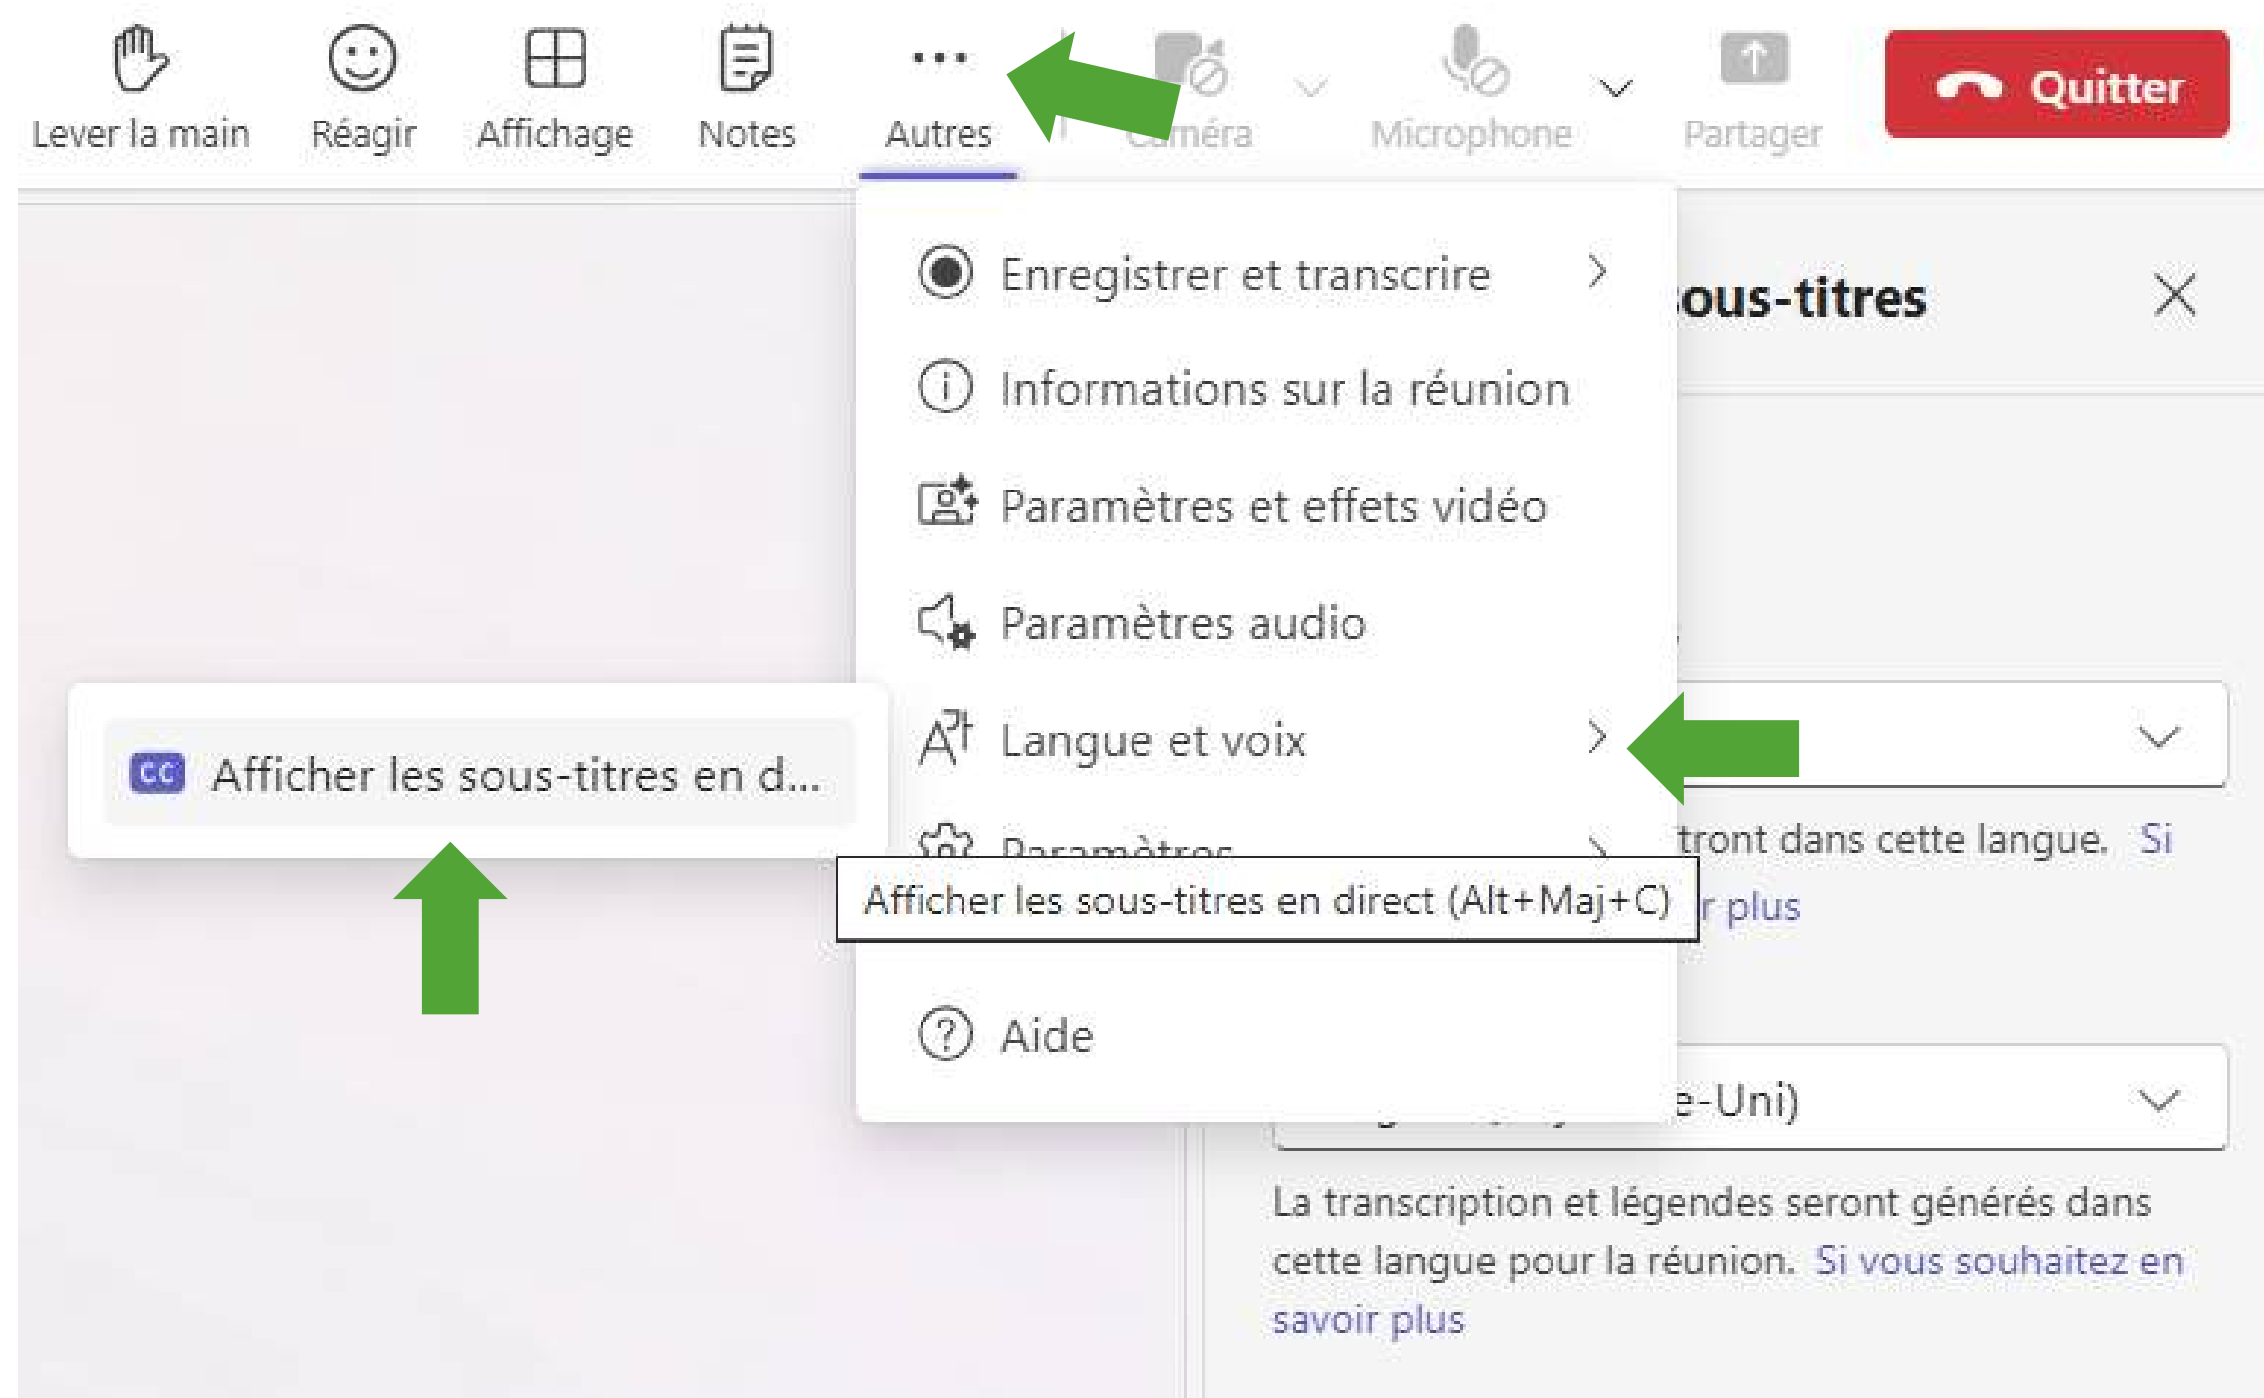 Lever la main
Réagir
Affichage
Notes
Autres
Caméra
Microphone
Partager
Quitter
Enregistrer et transcrire
Informations sur la réunion
Paramètres et effets vidéo
Paramètres audio
Langue et voix
Paramètres
Afficher les sous-titres en direct (Alt+Maj+C)
Aide
CC Afficher les sous-titres en d...
ous-titres
tront dans cette langue. Si
r plus
e-Uni)
La transcription et légendes seront générés dans
cette langue pour la réunion. Si vous souhaitez en
savoir plus